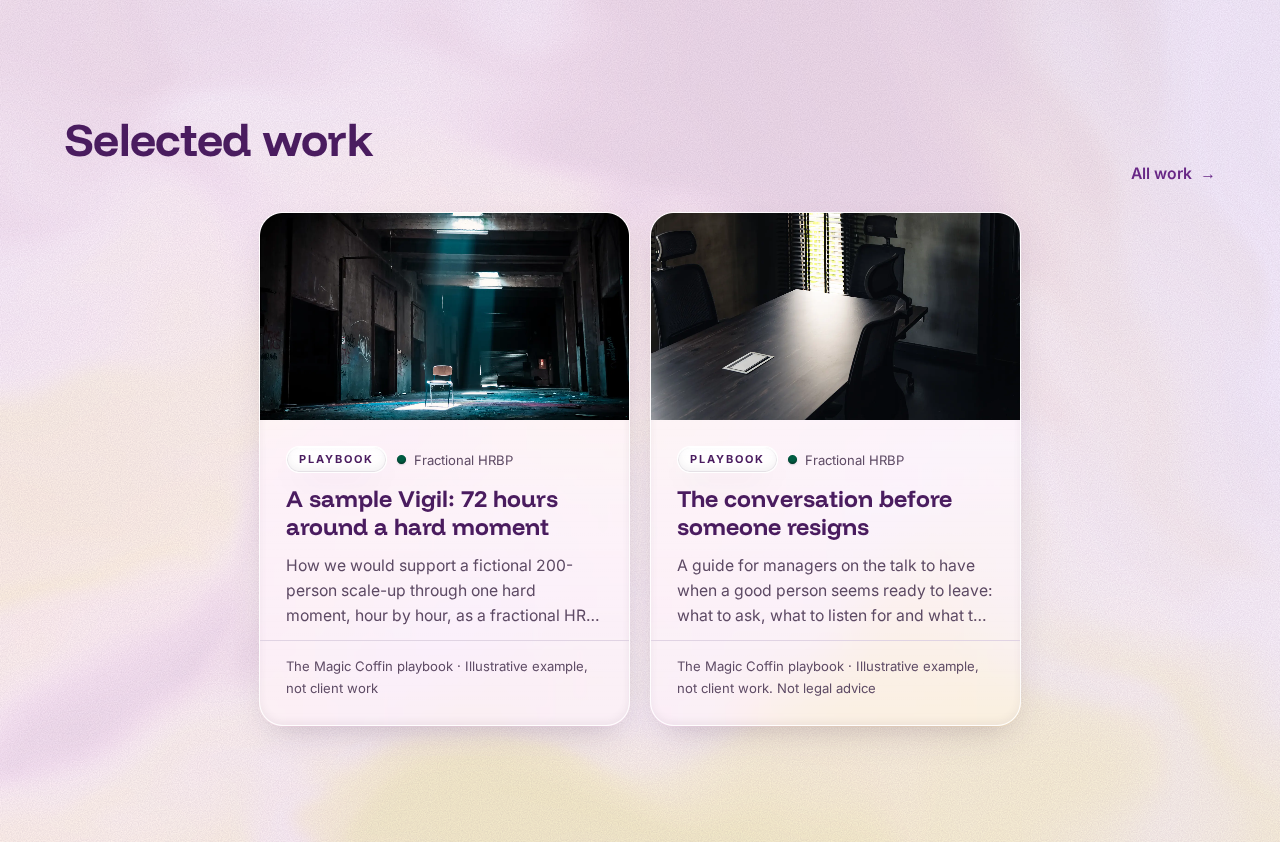 Selected work
All work →
PLAYBOOK
Fractional HRBP
A sample Vigil: 72 hours
around a hard moment
How we would support a fictional 200-
person scale-up through one hard
moment, hour by hour, as a fractional HR…
The Magic Coffin playbook · Illustrative example,
not client work
PLAYBOOK
Fractional HRBP
The conversation before
someone resigns
A guide for managers on the talk to have
when a good person seems ready to leave:
what to ask, what to listen for and what t…
The Magic Coffin playbook · Illustrative example,
not client work. Not legal advice